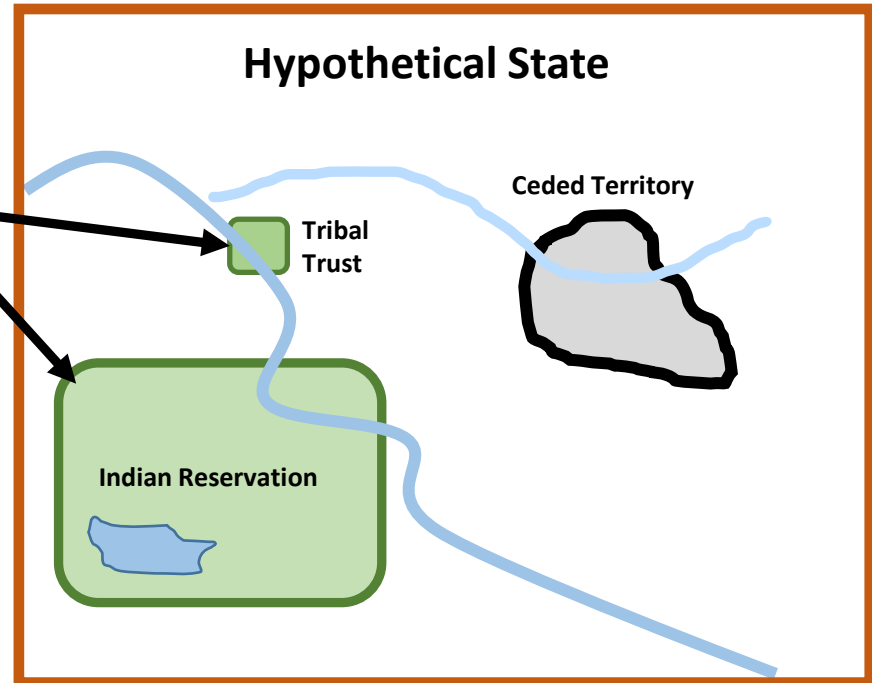 Hypothetical State
Ceded Territory
Tribal
Trust
Indian Reservation